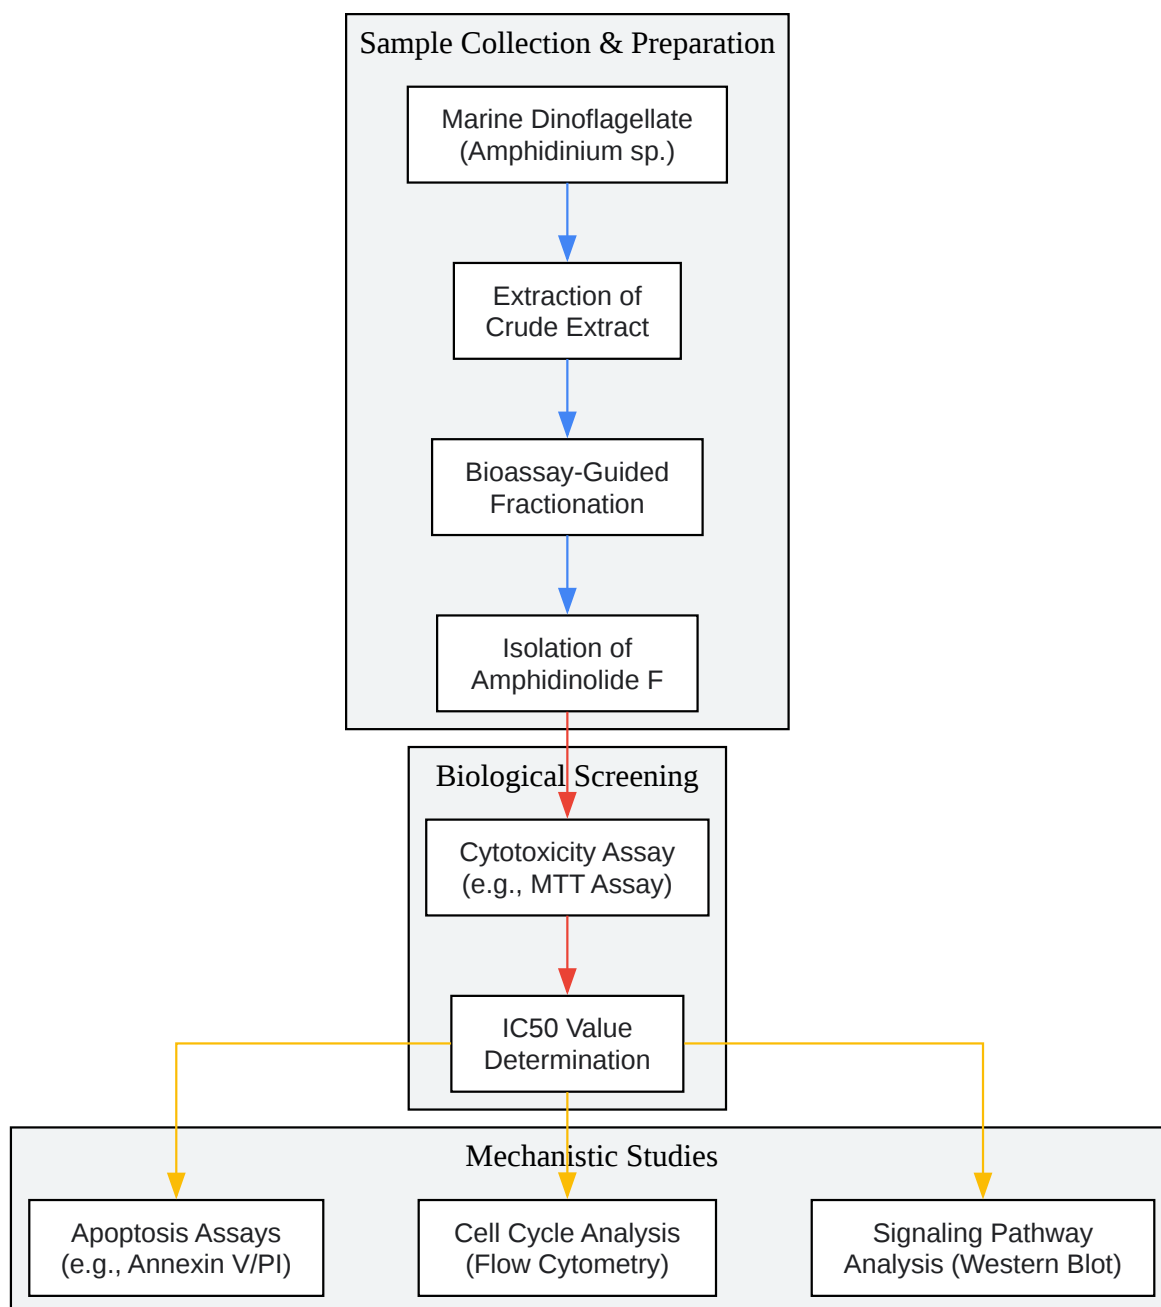 Sample Collection & Preparation
Marine Dinoflagellate
(Amphidinium sp.)
Extraction of
Crude Extract
Bioassay-Guided
Fractionation
Isolation of
Amphidinolide F
Biological Screening
Cytotoxicity Assay
(e.g., MTT Assay)
IC50 Value
Determination
Mechanistic Studies
Apoptosis Assays
(e.g., Annexin V/PI)
Cell Cycle Analysis
(Flow Cytometry)
Signaling Pathway
Analysis (Western Blot)